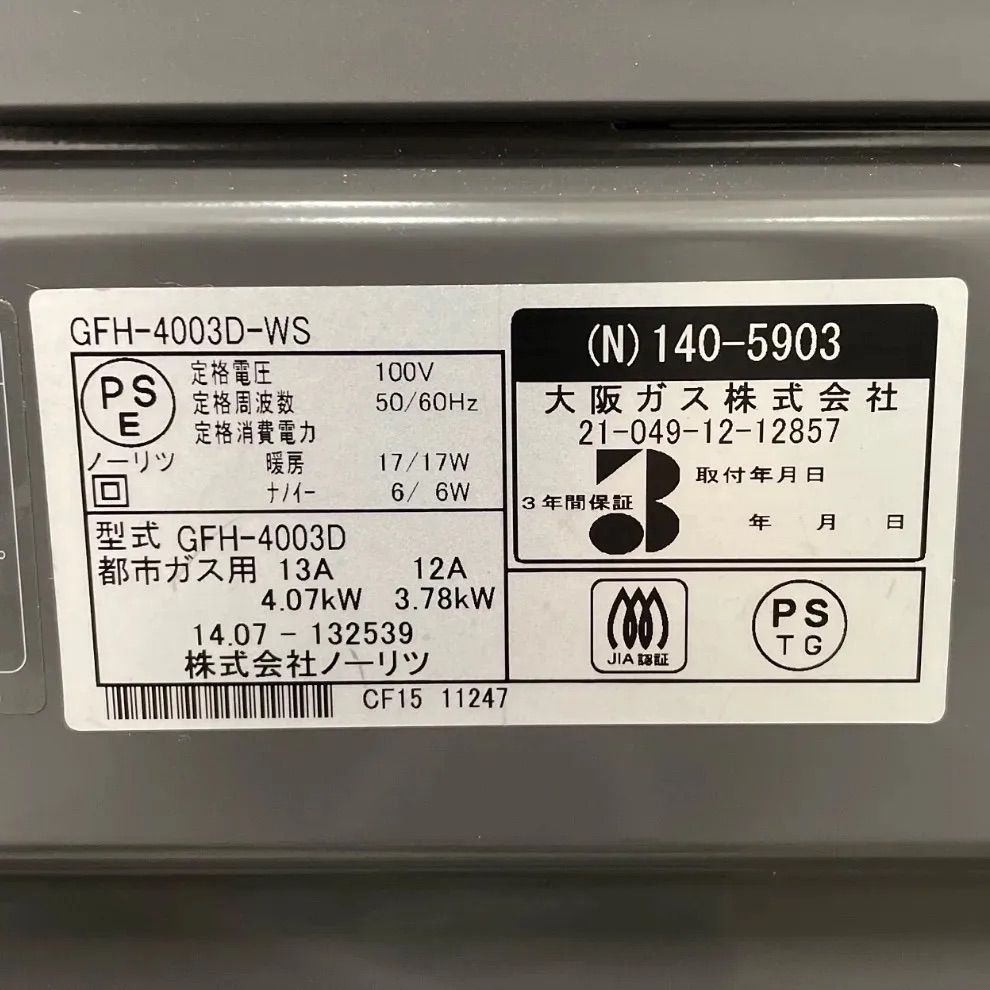 GFH-4003D-WS
PS
E
定格電圧 100V
定格周波数 50/60Hz
定格消費電力
ノーリツ 暖房 17/17W
ナノイー 6/ 6W
型式 GFH-4003D
都市ガス用 13A 12A
4.07kW 3.78kW
14.07 - 132539
株式会社ノーリツ
CF15 11247
(N) 140-5903
大阪ガス株式会社
21-049-12-12857
3年間保証 3 取付年月日
年 月 日
JIA認証
PS
TG